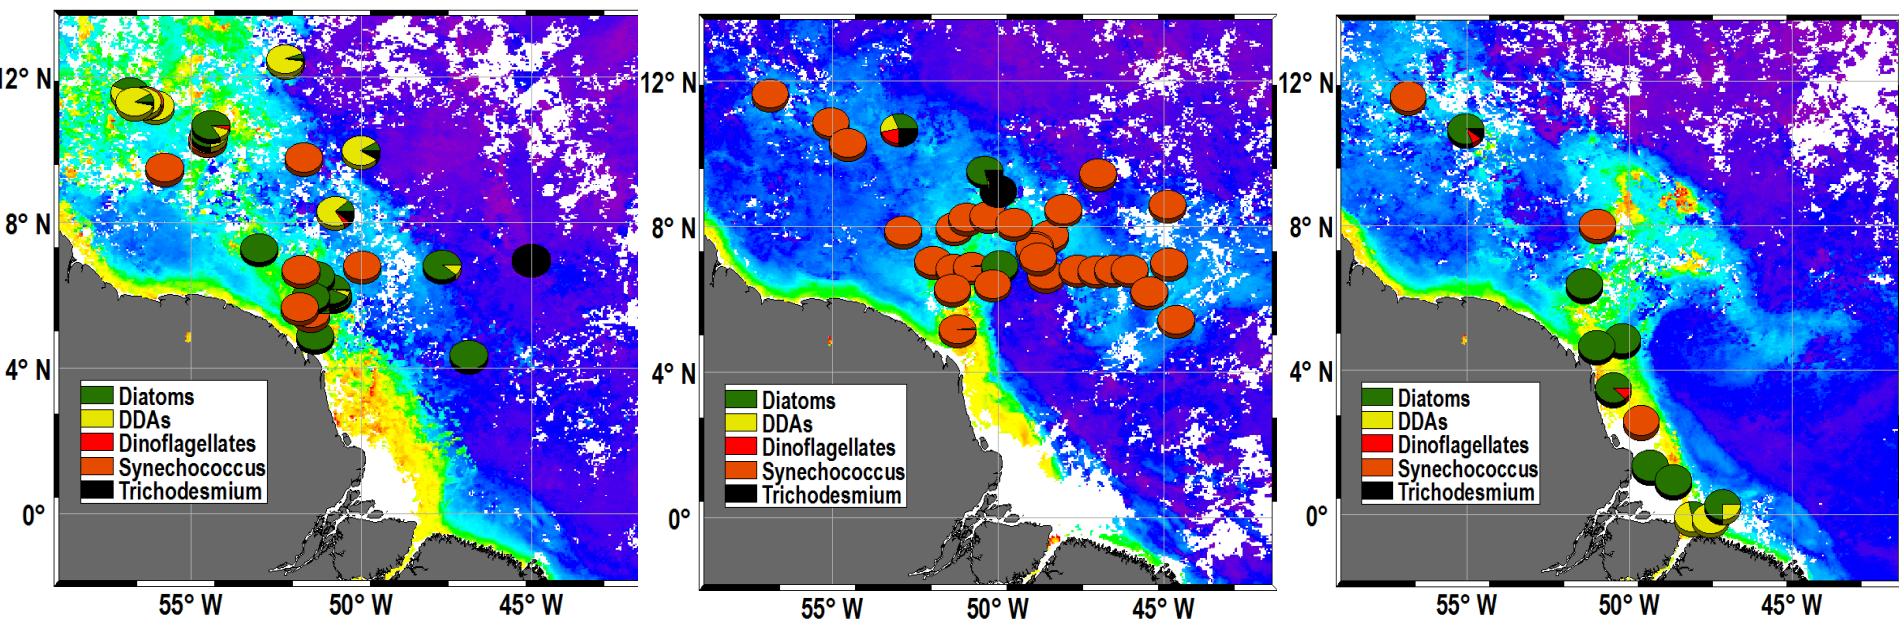 12° N
8° N
4° N
0°
Diatoms
DDAs
Dinoflagellates
Synechococcus
Trichodesmium
55° W 50° W 45° W
12° N
8° N
4° N
0°
Diatoms
DDAs
Dinoflagellates
Synechococcus
Trichodesmium
55° W 50° W 45° W
12° N
8° N
4° N
0°
Diatoms
DDAs
Dinoflagellates
Synechococcus
Trichodesmium
55° W 50° W 45° W